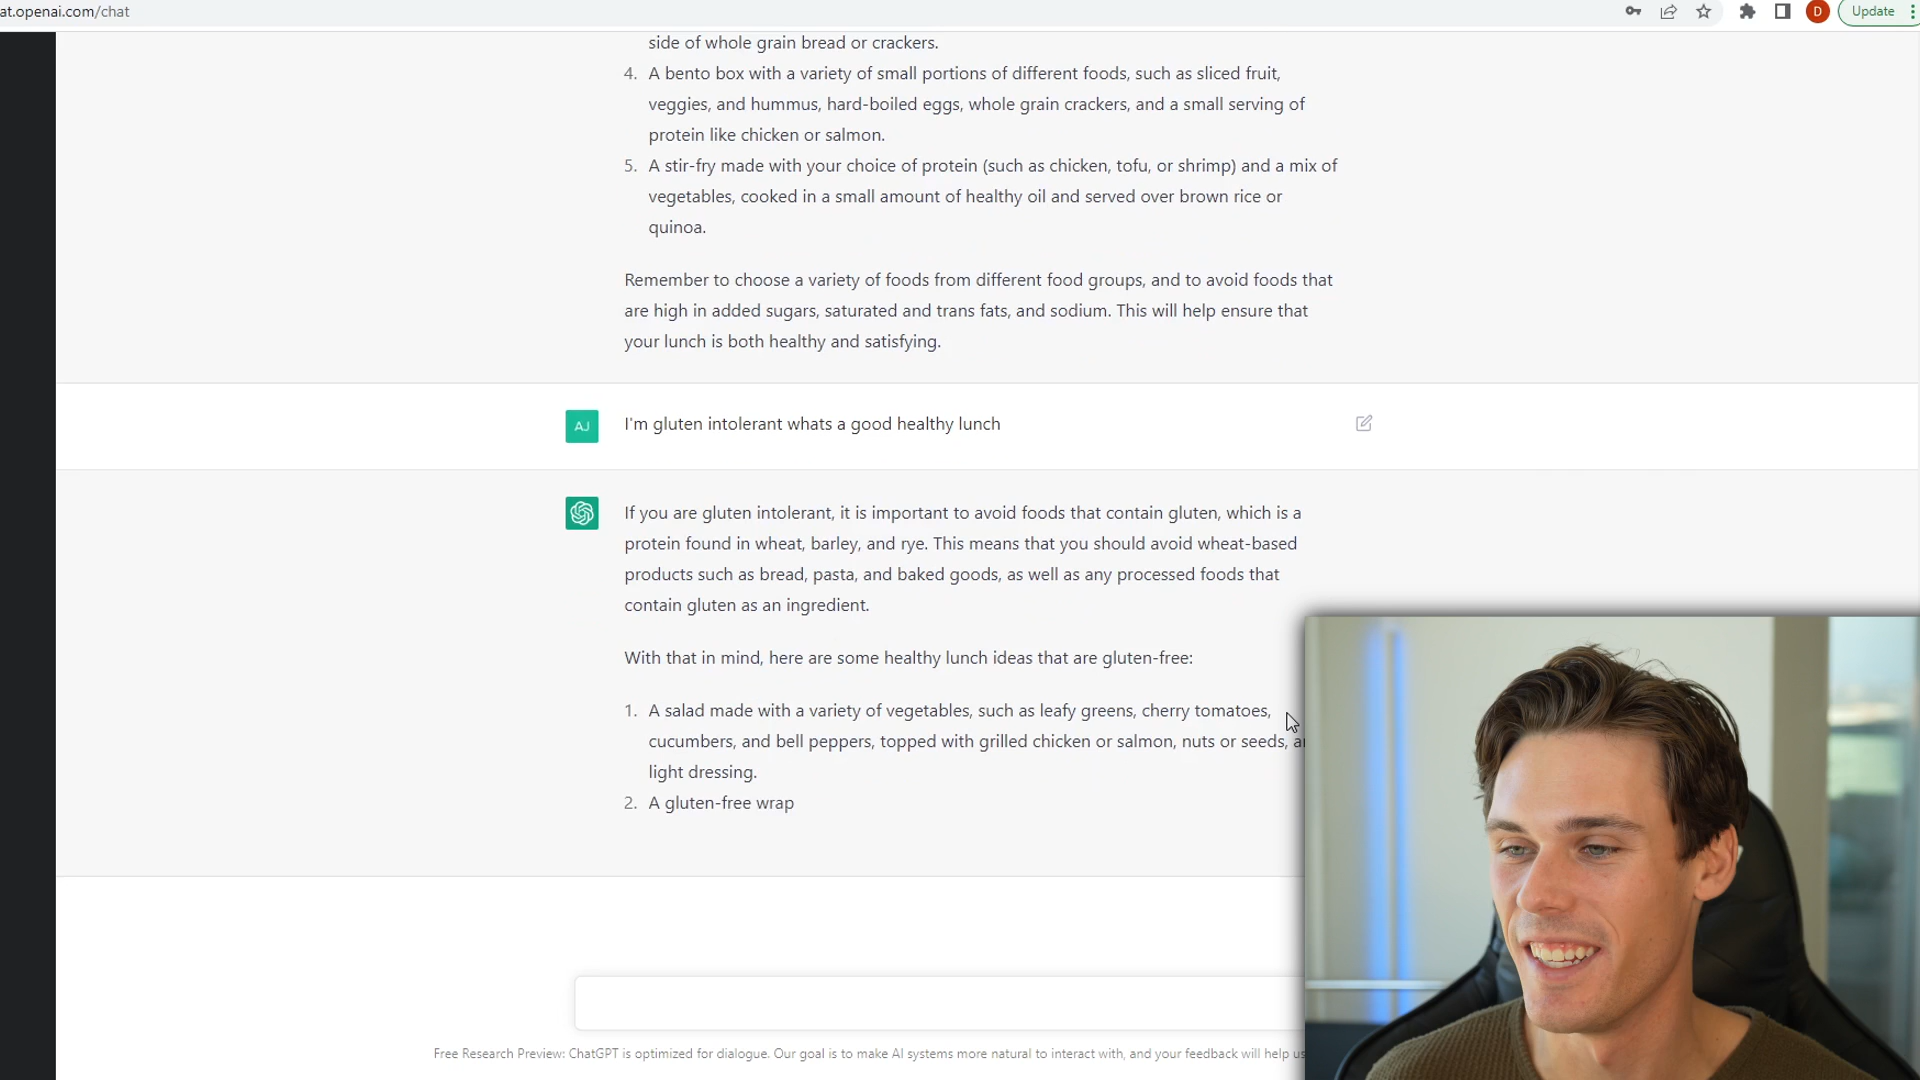 at.openai.com/chat
D
Update
side of whole grain bread or crackers.
4. A bento box with a variety of small portions of different foods, such as sliced fruit,
veggies, and hummus, hard-boiled eggs, whole grain crackers, and a small serving of
protein like chicken or salmon.
5. A stir-fry made with your choice of protein (such as chicken, tofu, or shrimp) and a mix of
vegetables, cooked in a small amount of healthy oil and served over brown rice or
quinoa.
Remember to choose a variety of foods from different food groups, and to avoid foods that
are high in added sugars, saturated and trans fats, and sodium. This will help ensure that
your lunch is both healthy and satisfying.
AJ
I'm gluten intolerant whats a good healthy lunch
If you are gluten intolerant, it is important to avoid foods that contain gluten, which is a
protein found in wheat, barley, and rye. This means that you should avoid wheat-based
products such as bread, pasta, and baked goods, as well as any processed foods that
contain gluten as an ingredient.
With that in mind, here are some healthy lunch ideas that are gluten-free:
1. A salad made with a variety of vegetables, such as leafy greens, cherry tomatoes,
cucumbers, and bell peppers, topped with grilled chicken or salmon, nuts or seeds,
light dressing.
2. A gluten-free wrap
Free Research Preview: ChatGPT is optimized for dialogue. Our goal is to make AI systems more natural to interact with, and your feedback will help